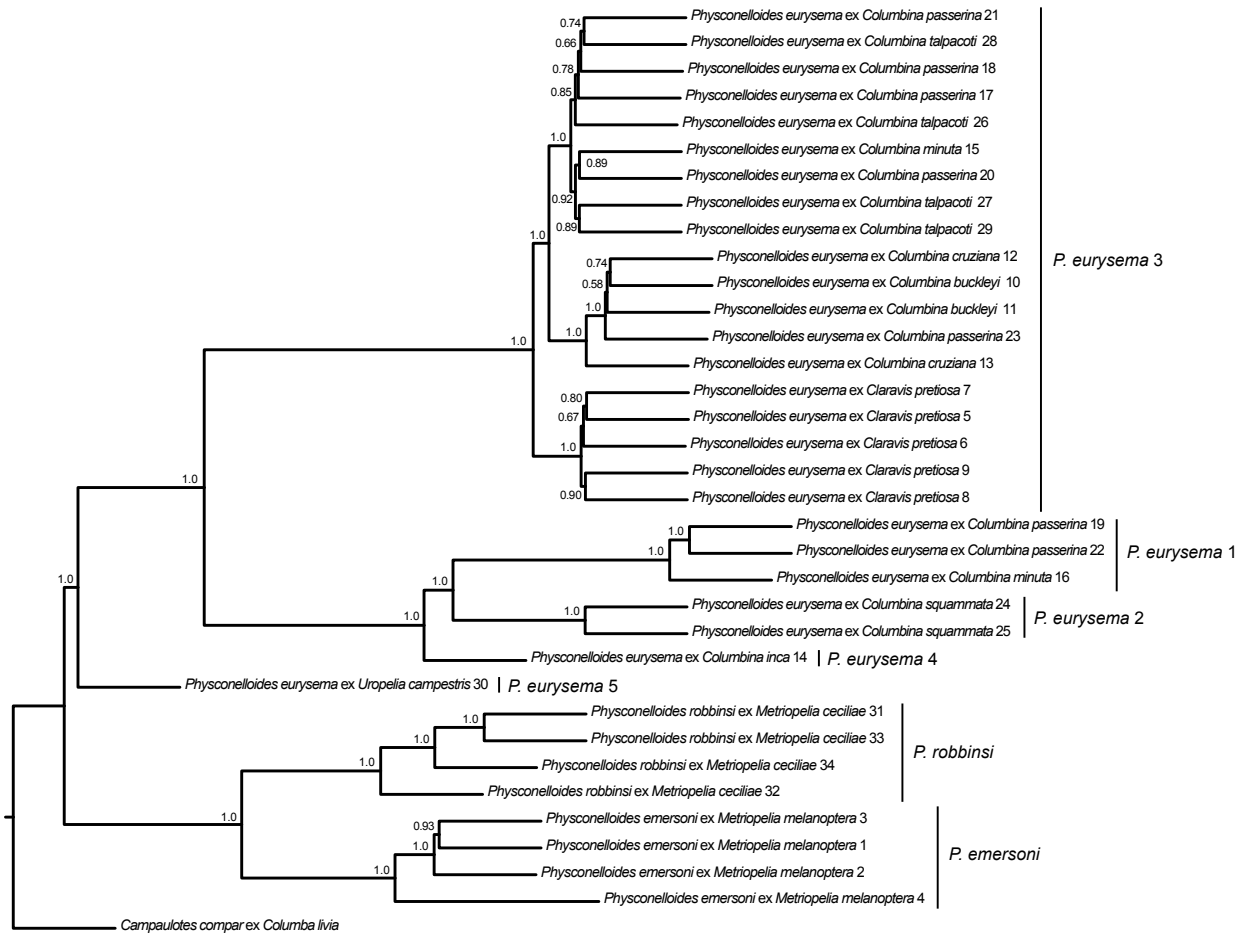 Physconelloides eurysema ex Columbina passerina 21
0.74
Physconelloides eurysema ex Columbina talpacoti 28
0.66
Physconelloides eurysema ex Columbina passerina 18
0.78
Physconelloides eurysema ex Columbina passerina 17
0.85
Physconelloides eurysema ex Columbina talpacoti 26
1.0
Physconelloides eurysema ex Columbina minuta 15
0.89
Physconelloides eurysema ex Columbina passerina 20
0.92
Physconelloides eurysema ex Columbina talpacoti 27
0.89
Physconelloides eurysema ex Columbina talpacoti 29
1.0
Physconelloides eurysema ex Columbina cruziana 12
P. eurysema 3
0.74
Physconelloides eurysema ex Columbina buckleyi 10
0.58
Physconelloides eurysema ex Columbina buckleyi 11
1.0
Physconelloides eurysema ex Columbina passerina 23
1.0
1.0
Physconelloides eurysema ex Columbina cruziana 13
Physconelloides eurysema ex Claravis pretiosa 7
0.80
Physconelloides eurysema ex Claravis pretiosa 5
0.67
Physconelloides eurysema ex Claravis pretiosa 6
1.0
Physconelloides eurysema ex Claravis pretiosa 9
1.0
0.90
Physconelloides eurysema ex Claravis pretiosa 8
Physconelloides eurysema ex Columbina passerina 19
1.0
Physconelloides eurysema ex Columbina passerina 22
P. eurysema 1
1.0
Physconelloides eurysema ex Columbina minuta 16
1.0
1.0
Physconelloides eurysema ex Columbina squammata 24
1.0
P. eurysema 2
1.0
Physconelloides eurysema ex Columbina squammata 25
Physconelloides eurysema ex Columbina inca 14
P. eurysema 4
Physconelloides eurysema ex Uropelia campestris 30
P. eurysema 5
Physconelloides robbinsi ex Metriopelia ceciliae 31
1.0
Physconelloides robbinsi ex Metriopelia ceciliae 33
1.0
P. robbinsi
1.0
Physconelloides robbinsi ex Metriopelia ceciliae 34
Physconelloides robbinsi ex Metriopelia ceciliae 32
1.0
Physconelloides emersoni ex Metriopelia melanoptera 3
0.93
Physconelloides emersoni ex Metriopelia melanoptera 1
1.0
P. emersoni
1.0
Physconelloides emersoni ex Metriopelia melanoptera 2
Physconelloides emersoni ex Metriopelia melanoptera 4
Campaulotes compar ex Columba livia